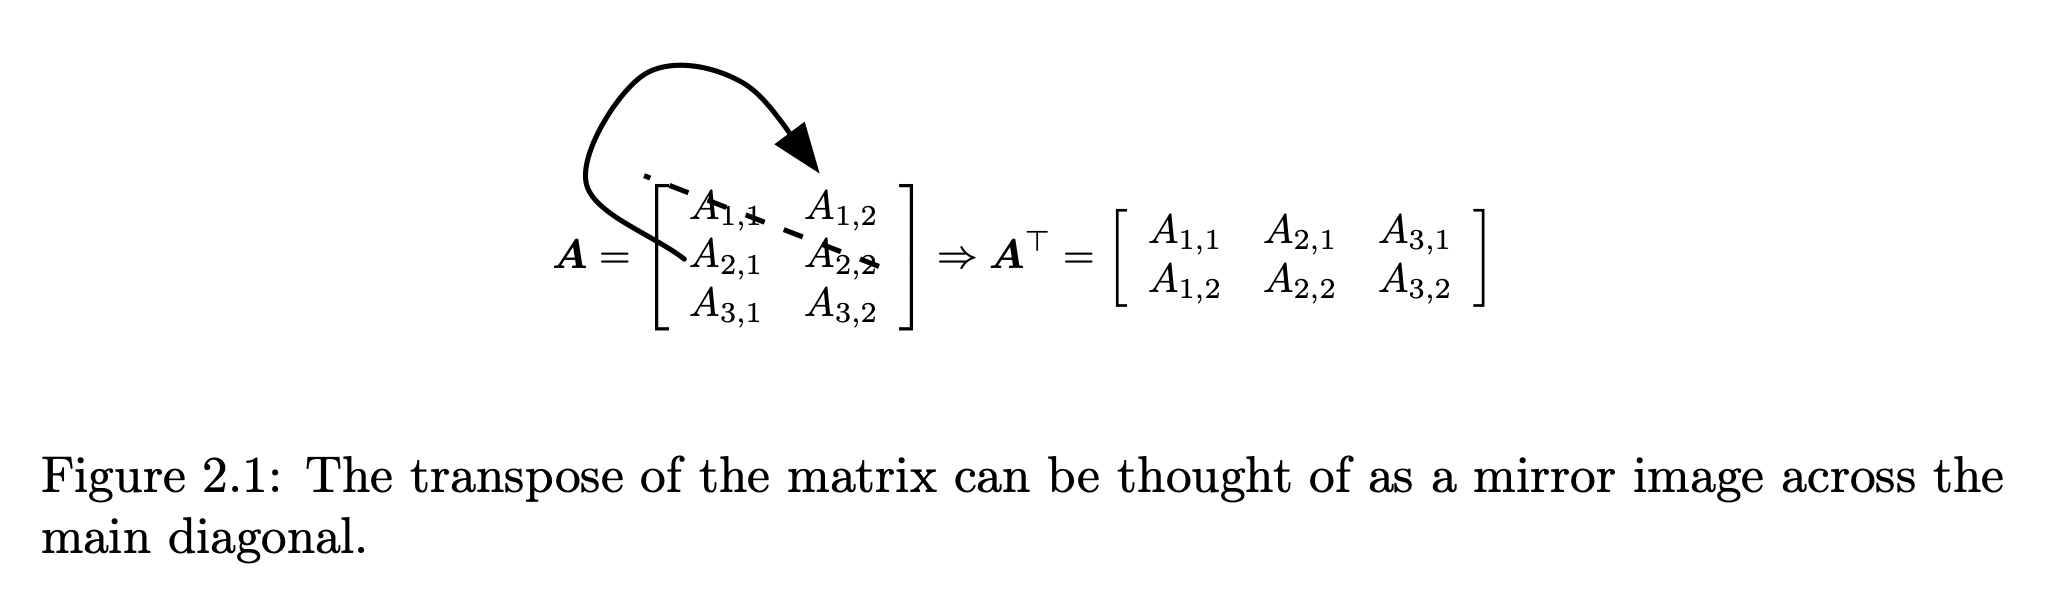 A = [ A1,1 A1,2 ] ⇒ A⊤ = [ A1,1 A2,1 A3,1 ]
A2,1 A2,2 A1,2 A2,2 A3,2
A3,1 A3,2
Figure 2.1: The transpose of the matrix can be thought of as a mirror image across the
main diagonal.